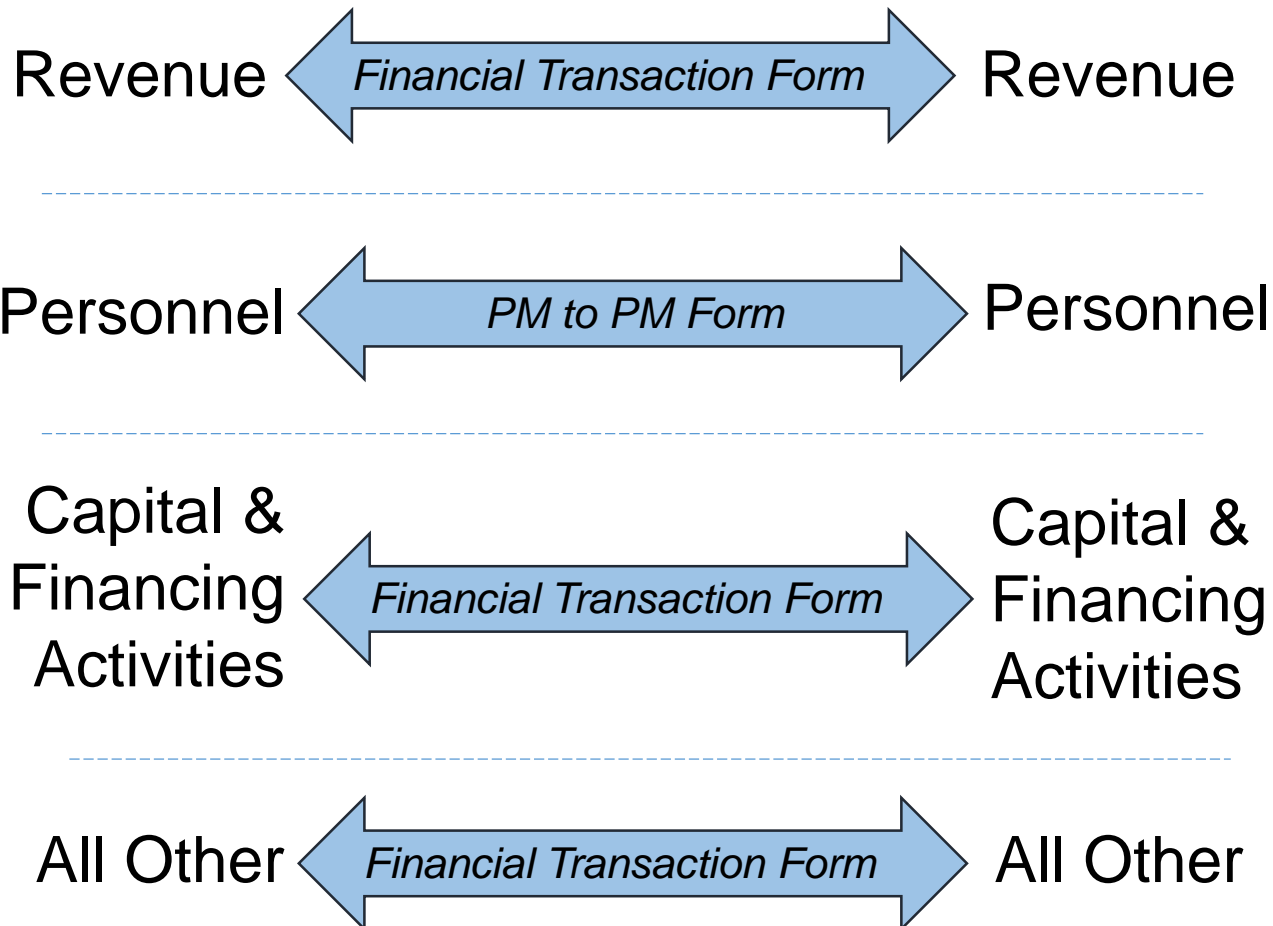 Revenue
Financial Transaction Form
Revenue
Personnel
PM to PM Form
Personnel
Capital &
Financing
Activities
Financial Transaction Form
Capital &
Financing
Activities
All Other
Financial Transaction Form
All Other